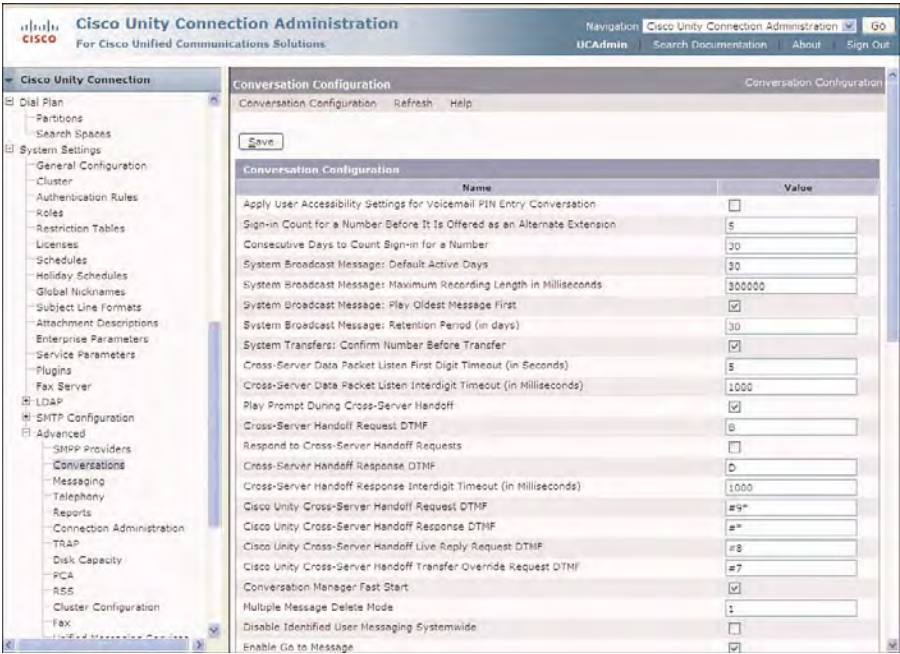 cisco
Cisco Unity Connection Administration
For Cisco Unified Communications Solutions
Navigation Cisco Unity Connection Administration Go
UCAdmin Search Documentation About Sign Out
Cisco Unity Connection
Dial Plan
Partitions
Search Spaces
System Settings
General Configuration
Cluster
Authentication Rules
Roles
Restriction Tables
Licenses
Schedules
Holiday Schedules
Global Nicknames
Subject Line Formats
Attachment Descriptions
Enterprise Parameters
Service Parameters
Plugins
Fax Server
LDAP
SMTP Configuration
Advanced
SMPP Providers
Conversations
Messaging
Telephony
Reports
Connection Administration
TRAP
Disk Capacity
PCA
RSS
Cluster Configuration
Fax
Unified Messaging Services
Conversation Configuration Conversation Configuration
Conversation Configuration Refresh Help
Save
Conversation Configuration
Name Value
Apply User Accessibility Settings for Voicemail PIN Entry Conversation
Sign-in Count for a Number Before It Is Offered as an Alternate Extension 5
Consecutive Days to Count Sign-in for a Number 30
System Broadcast Message: Default Active Days 30
System Broadcast Message: Maximum Recording Length in Milliseconds 300000
System Broadcast Message: Play Oldest Message First
System Broadcast Message: Retention Period (in days) 30
System Transfers: Confirm Number Before Transfer
Cross-Server Data Packet Listen First Digit Timeout (in Seconds) 5
Cross-Server Data Packet Listen Interdigit Timeout (in Milliseconds) 1000
Play Prompt During Cross-Server Handoff
Cross-Server Handoff Request DTMF B
Respond to Cross-Server Handoff Requests
Cross-Server Handoff Response DTMF D
Cross-Server Handoff Response Interdigit Timeout (in Milliseconds) 1000
Cisco Unity Cross-Server Handoff Request DTMF #9*
Cisco Unity Cross-Server Handoff Response DTMF #*
Cisco Unity Cross-Server Handoff Live Reply Request DTMF #8
Cisco Unity Cross-Server Handoff Transfer Override Request DTMF #7
Conversation Manager Fast Start
Multiple Message Delete Mode 1
Disable Identified User Messaging Systemwide
Enable Go to Message